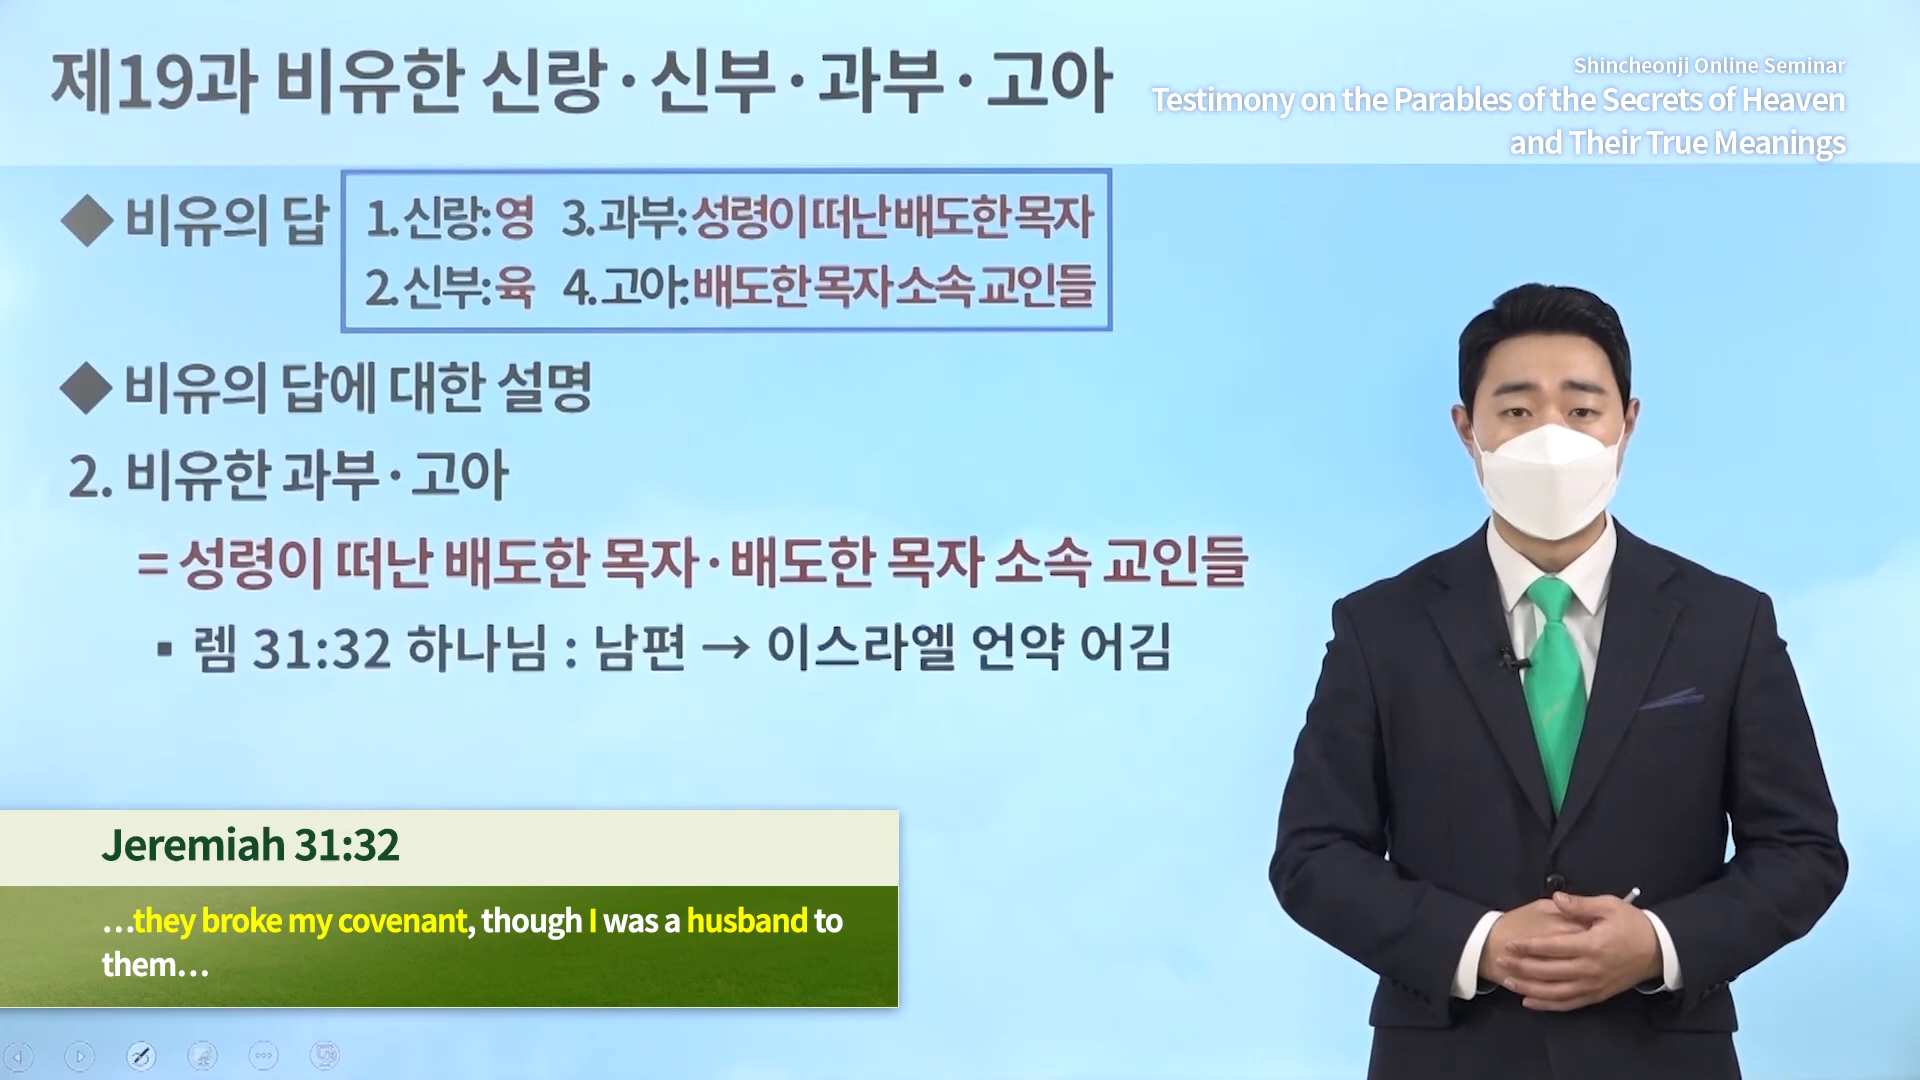 제19과 비유한 신랑·신부·과부·고아
Shincheonji Online Seminar
Testimony on the Parables of the Secrets of Heaven
and Their True Meanings
◆ 비유의 답
1. 신랑: 영 3. 과부: 성령이 떠난 배도한 목자
2. 신부: 육 4. 고아: 배도한 목자 소속 교인들
◆ 비유의 답에 대한 설명
2. 비유한 과부·고아
= 성령이 떠난 배도한 목자·배도한 목자 소속 교인들
▪ 렘 31:32 하나님 : 남편 → 이스라엘 언약 어김
Jeremiah 31:32
…they broke my covenant, though I was a husband to
them…